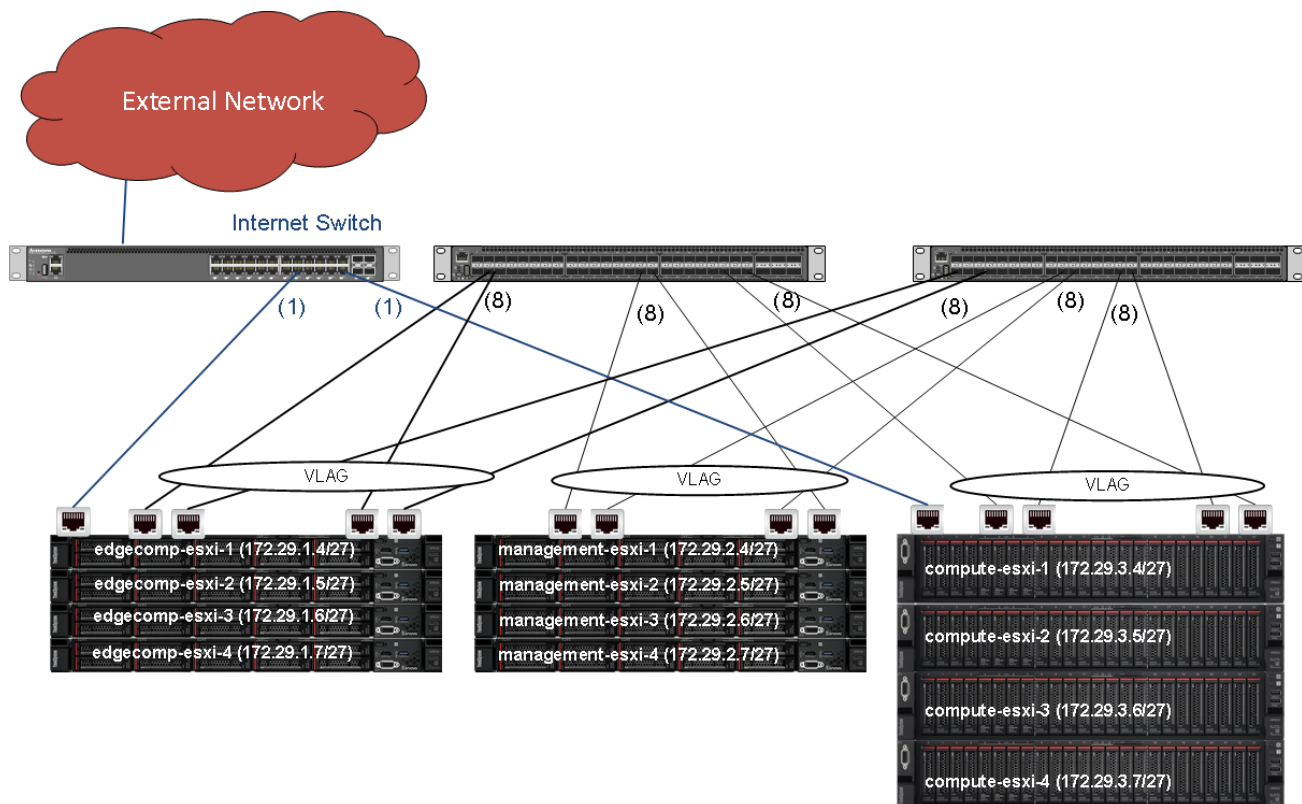 External Network
Internet Switch
(1)
(1)
(8)
(8)
(8)
(8)
(8)
(8)
VLAG
VLAG
VLAG
edgecomp-esxi-1 (172.29.1.4/27)
edgecomp-esxi-2 (172.29.1.5/27)
edgecomp-esxi-3 (172.29.1.6/27)
edgecomp-esxi-4 (172.29.1.7/27)
management-esxi-1 (172.29.2.4/27)
management-esxi-2 (172.29.2.5/27)
management-esxi-3 (172.29.2.6/27)
management-esxi-4 (172.29.2.7/27)
compute-esxi-1 (172.29.3.4/27)
compute-esxi-2 (172.29.3.5/27)
compute-esxi-3 (172.29.3.6/27)
compute-esxi-4 (172.29.3.7/27)